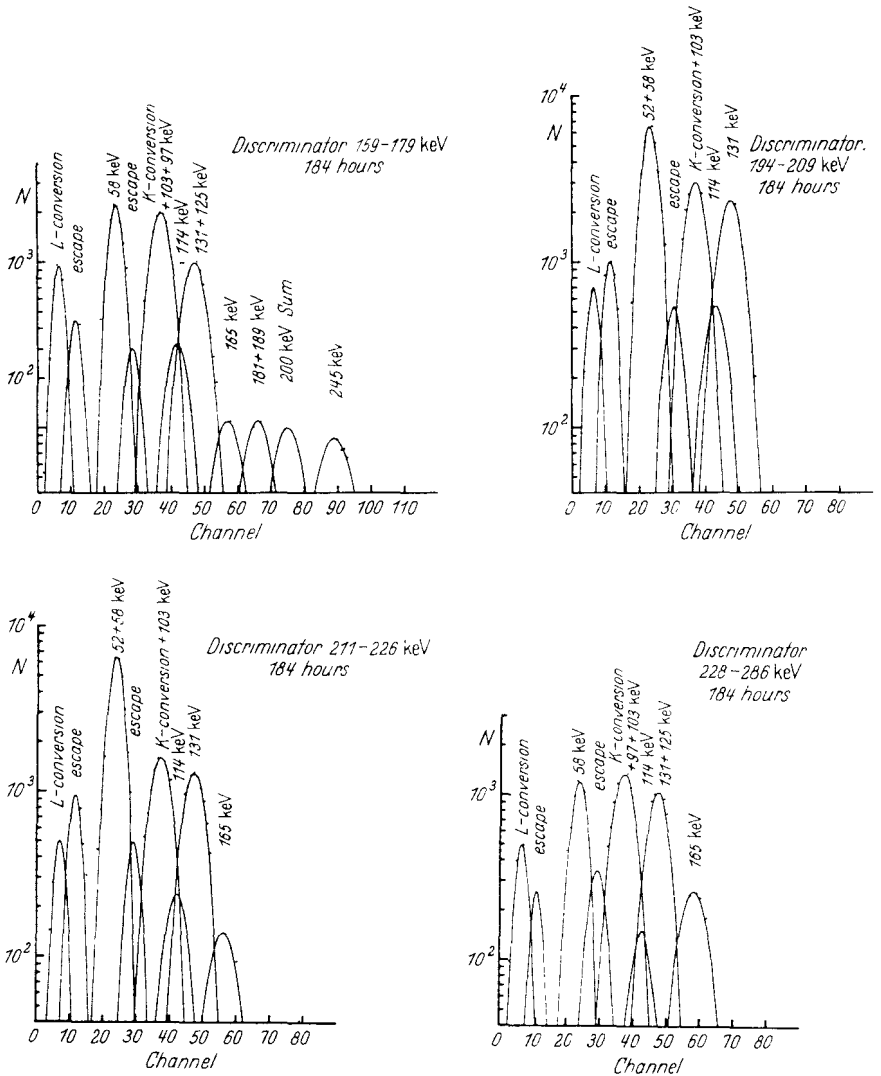 Discriminator 159-179 keV
184 hours
N
10³
10²
L-conversion
escape
58 keV
escape
K-conversion
+103+97 keV
114 keV
131+125 keV
165 keV
181+189 keV
200 keV Sum
245 keV
0 10 20 30 40 50 60 70 80 90 100 110
Channel
Discriminator.
194-209 keV
184 hours
10⁴
N
10³
10²
L-conversion
escape
52+58 keV
escape
K-conversion+103 keV
114 keV
131 keV
0 10 20 30 40 50 60 70 80
Channel
Discriminator 211-226 keV
184 hours
10⁴
N
10³
10²
L-conversion
escape
52+58 keV
escape
K-conversion+103 keV
114 keV
131 keV
165 keV
0 10 20 30 40 50 60 70 80
Channel
Discriminator
228-286 keV
184 hours
N
10³
10²
L-conversion
escape
58 keV
escape
K-conversion
+97+103 keV
114 keV
131+125 keV
165 keV
0 10 20 30 40 50 60 70 80
Channel